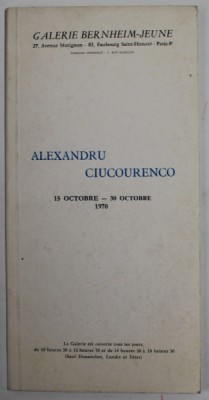 GALERIE BERNHEIM-JEUNE
27, Avenue Matignon - 83, Faubourg Saint-Honoré - Paris-8e
ALEXANDRU
CIUCOURENCO
15 OCTOBRE — 30 OCTOBRE
1970
La Galerie est ouverte tous les jours,
de 10 heures 30 à 12 heures 30 et de 14 heures 30 à 18 heures 30
(Sauf Dimanches, Lundis et Fêtes)